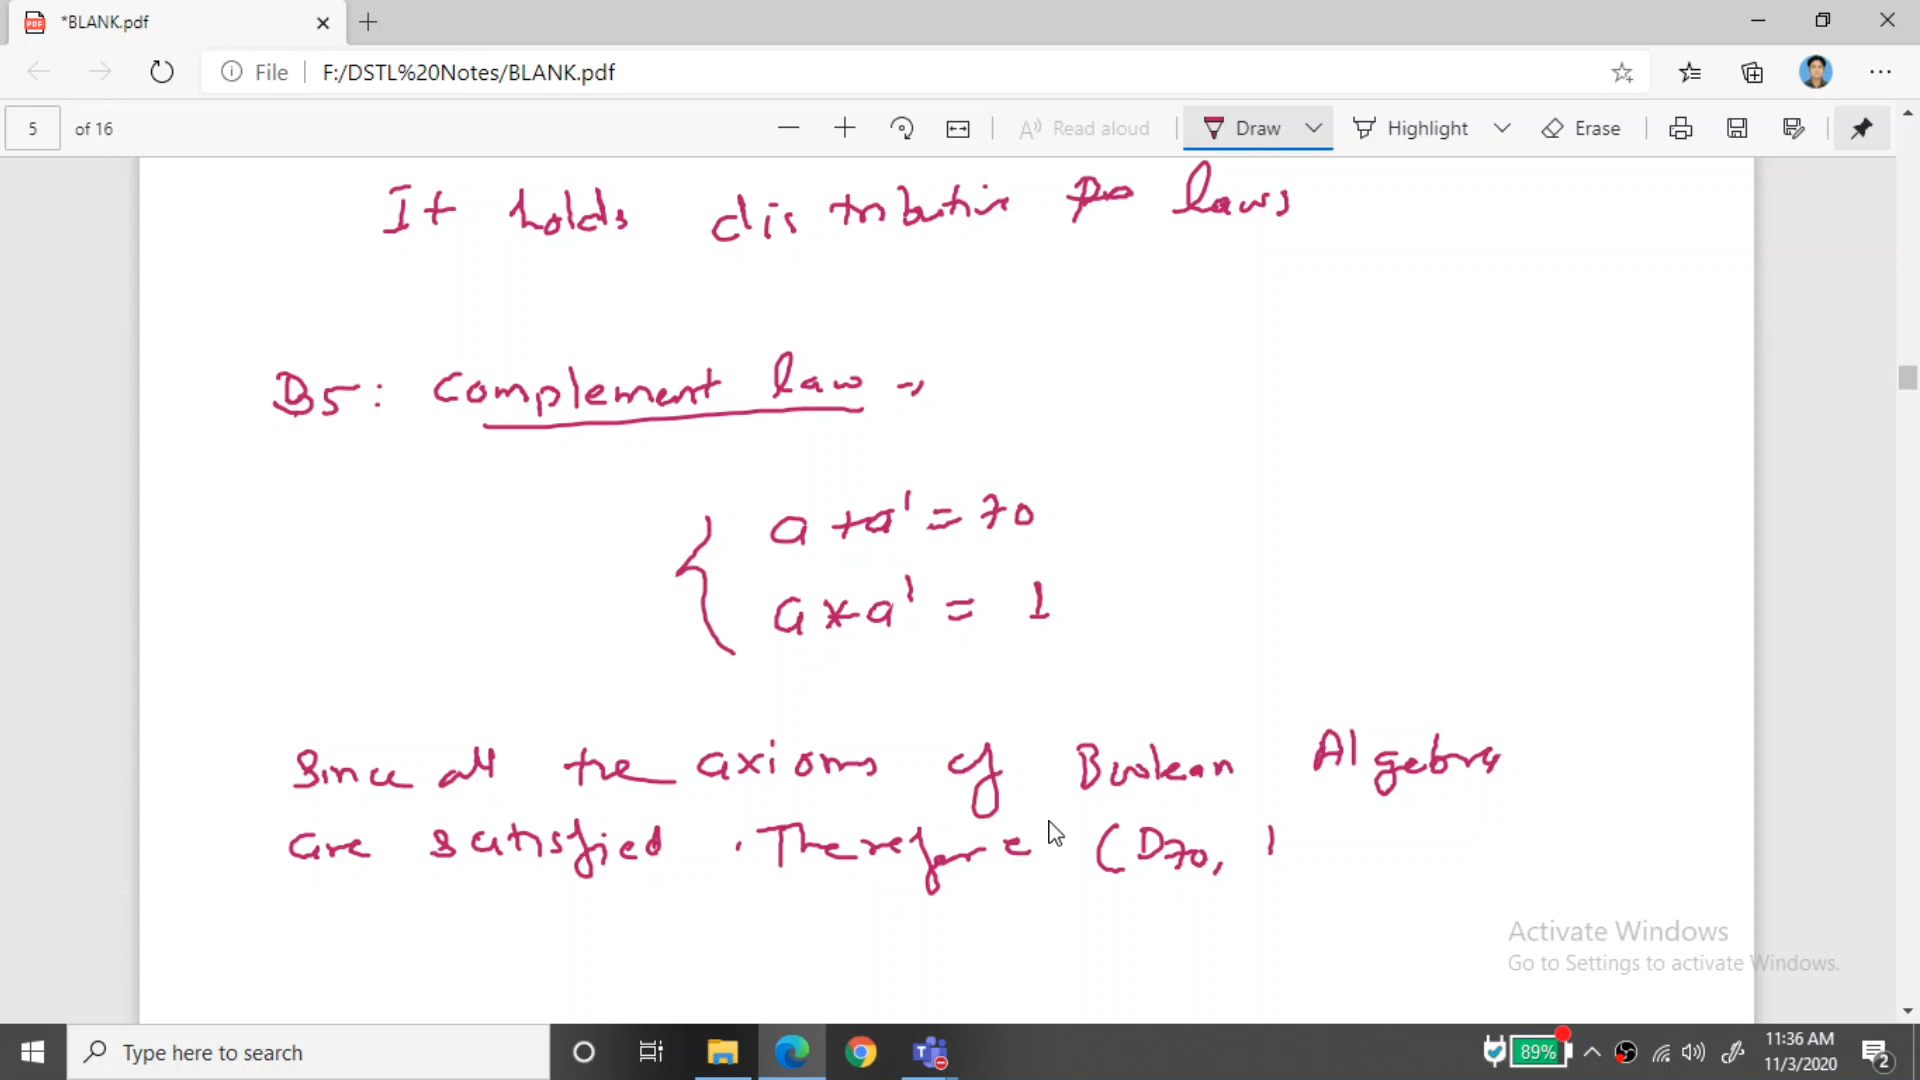 *BLANK.pdf
File F:/DSTL%20Notes/BLANK.pdf
5 of 16 Read aloud Draw Highlight Erase
It holds distributive laws
B5: Complement law →
a + a' = 70
a * a' = 1
Since all the axioms of Boolean Algebra
are satisfied . Therefore (D70, 1
Activate Windows
Go to Settings to activate Windows.
Type here to search
89%
11:36 AM
11/3/2020
2